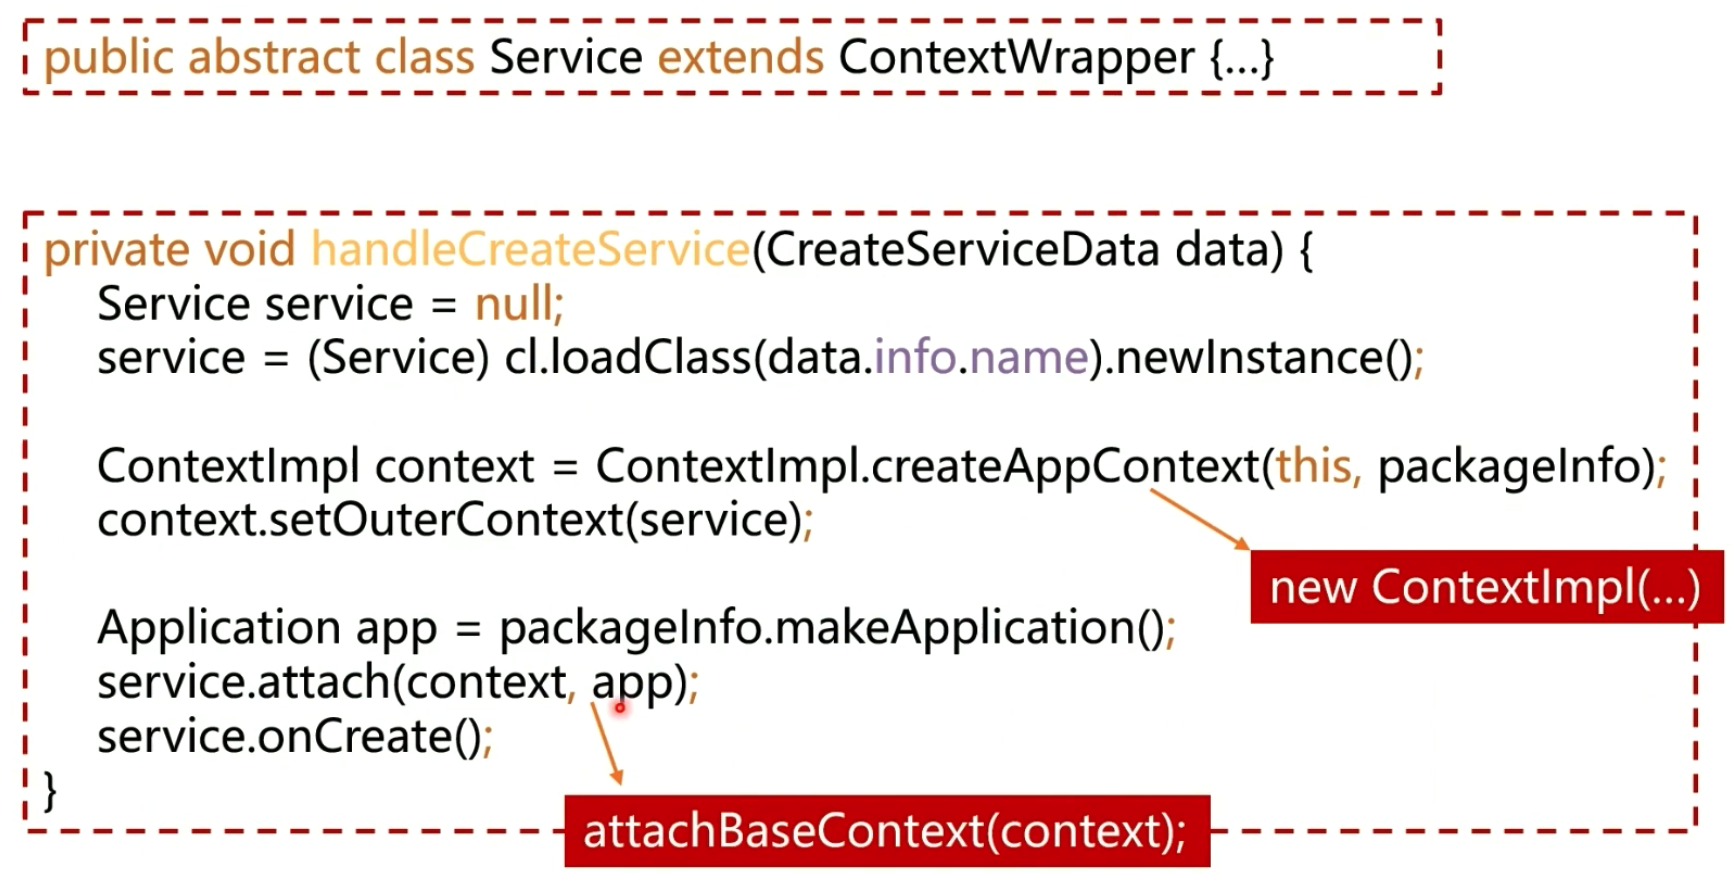 public abstract class Service extends ContextWrapper {...}
private void handleCreateService(CreateServiceData data) {
Service service = null;
service = (Service) cl.loadClass(data.info.name).newInstance();
ContextImpl context = ContextImpl.createAppContext(this, packageInfo);
context.setOuterContext(service);
new ContextImpl(...)
Application app = packageInfo.makeApplication();
service.attach(context, app);
service.onCreate();
}
attachBaseContext(context);